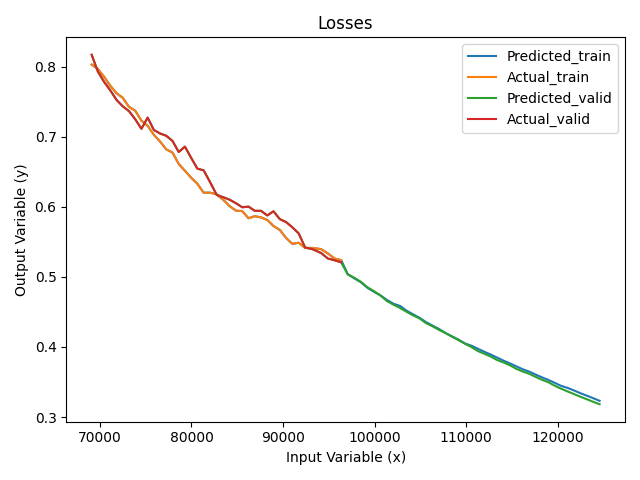 Losses
Predicted_train
Actual_train
Predicted_valid
Actual_valid
Output Variable (y)
0.8
0.7
0.6
0.5
0.4
0.3
70000 80000 90000 100000 110000 120000
Input Variable (x)